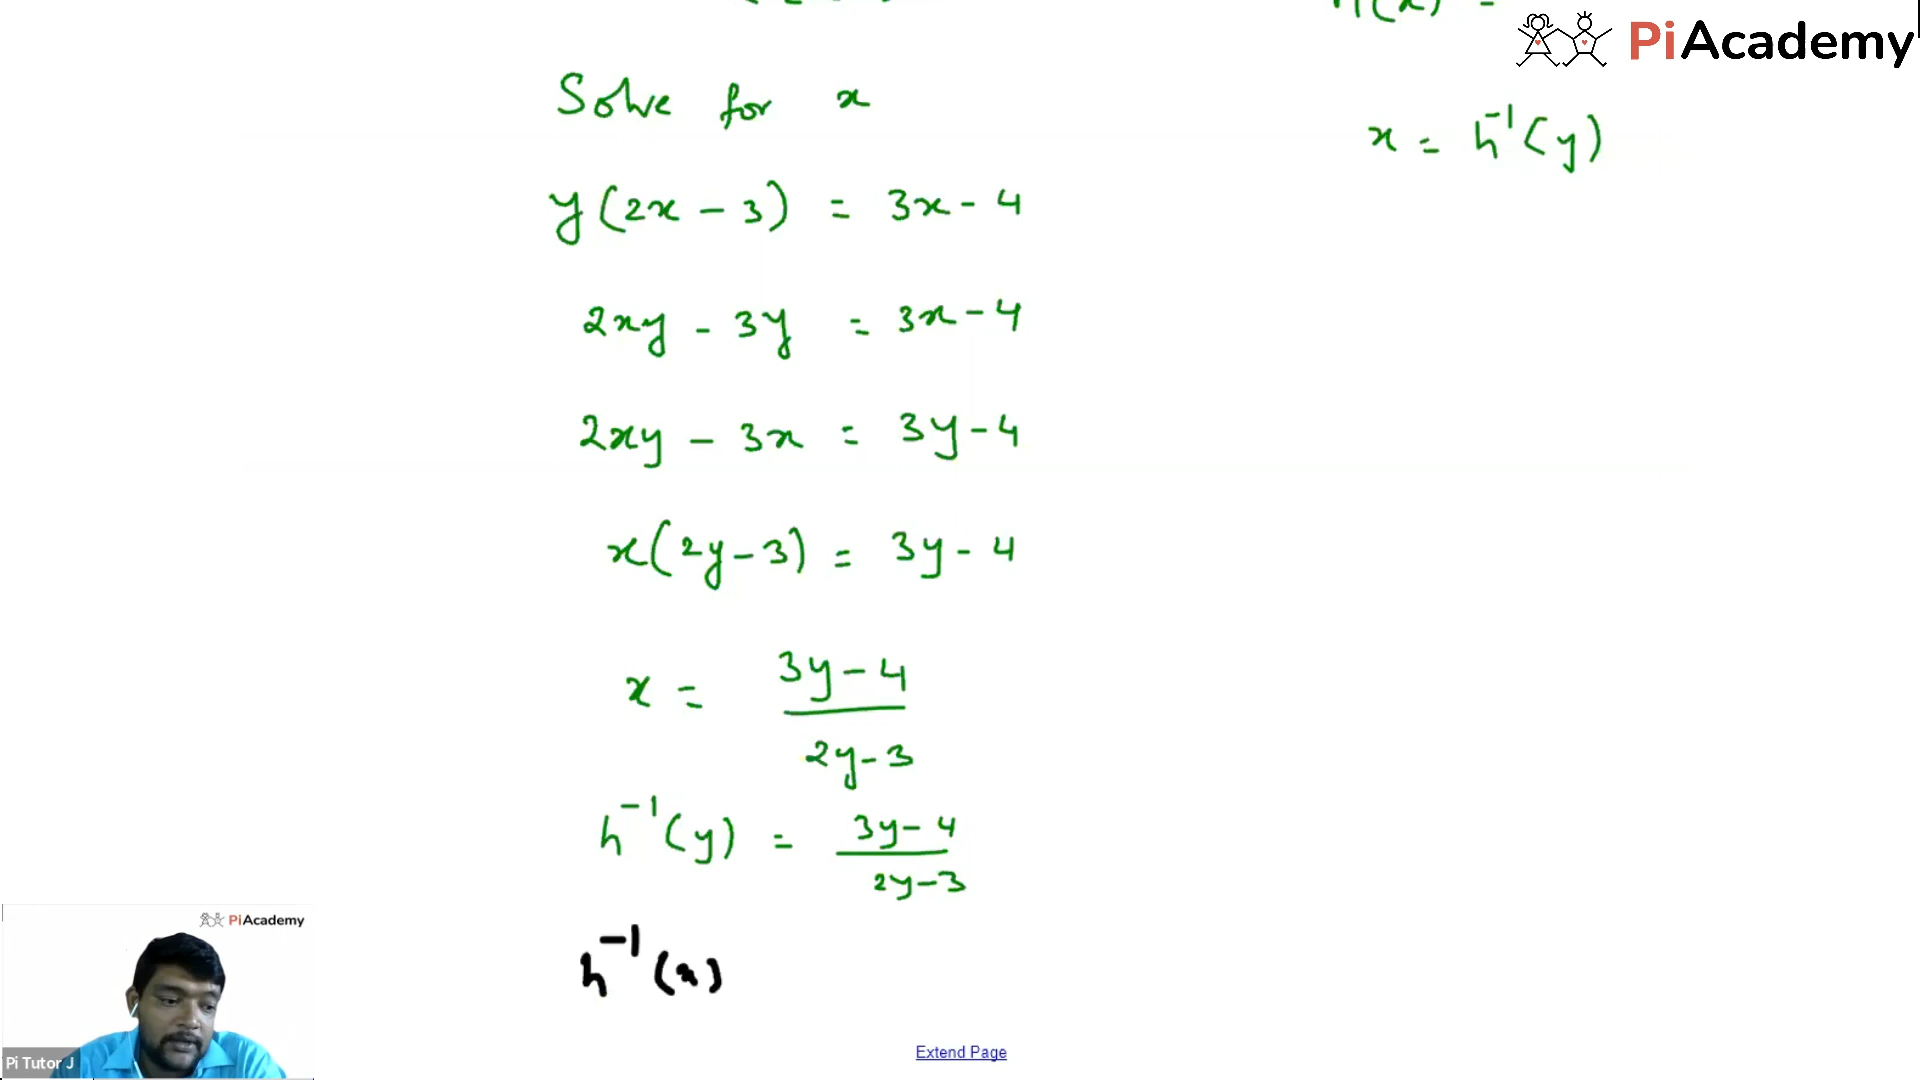 h(x) =
PiAcademy
Solve for x
x = h⁻¹(y)
y(2x - 3) = 3x - 4
2xy - 3y = 3x - 4
2xy - 3x = 3y - 4
x(2y - 3) = 3y - 4
x = (3y - 4)/(2y - 3)
h⁻¹(y) = (3y - 4)/(2y - 3)
h⁻¹(x)
PiAcademy
Pi Tutor J
Extend Page